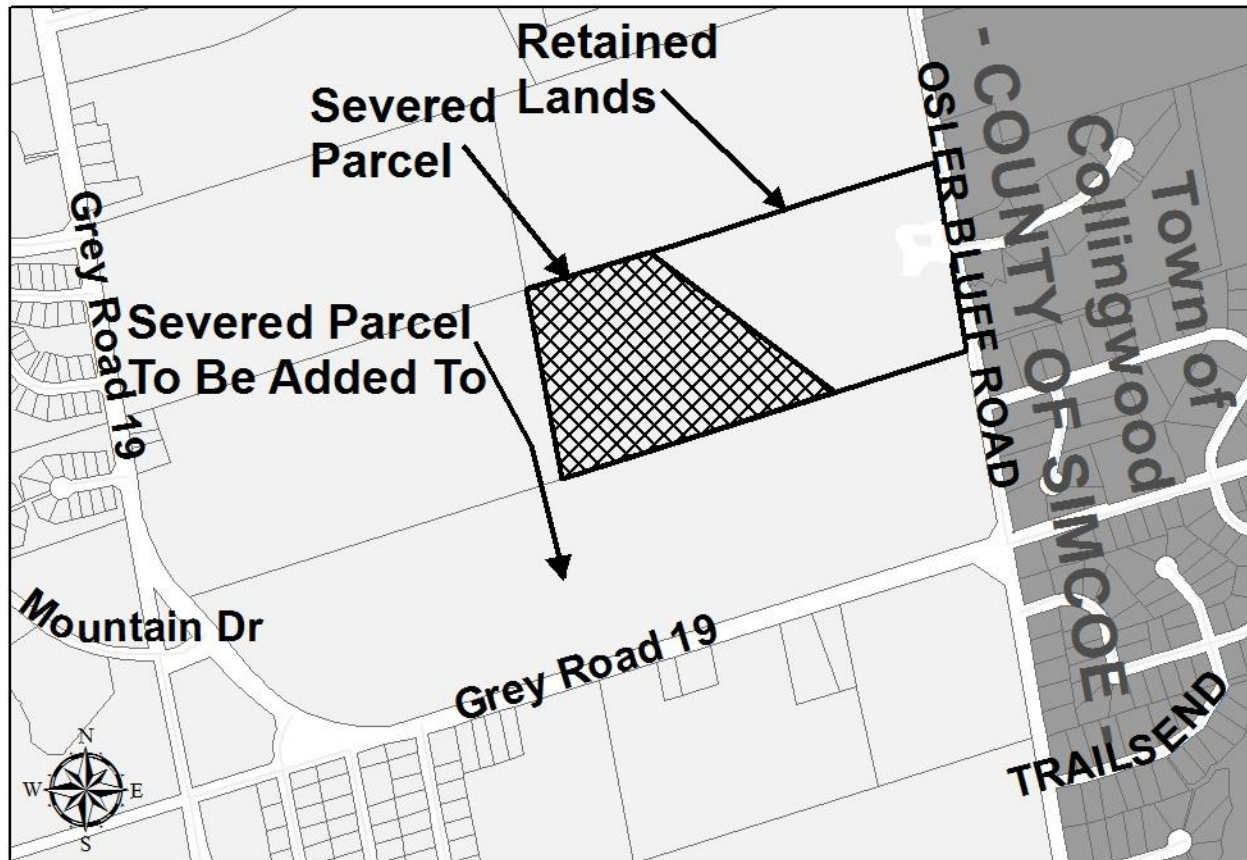 Retained
Lands
Severed
Parcel
Severed Parcel
To Be Added To
Grey Road 19
OSLER BLUFF ROAD
- COUNTY OF SIMCOE -
Town of
Collingwood
Mountain Dr
Grey Road 19
TRAILSEND
N
W
E
S